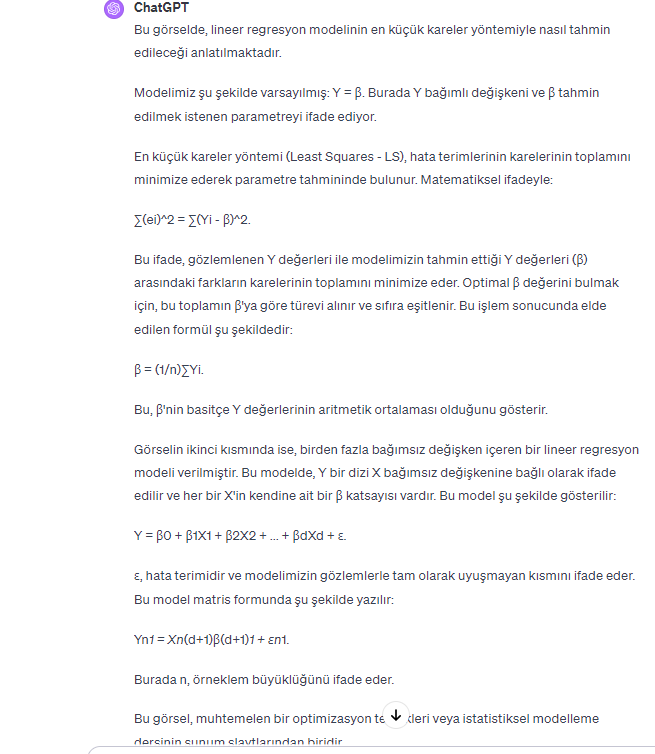 ChatGPT
Bu görselde, lineer regresyon modelinin en küçük kareler yöntemiyle nasıl tahmin
edileceği anlatılmaktadır.
Modelimiz şu şekilde varsayılmış: Y = β. Burada Y bağımlı değişkeni ve β tahmin
edilmek istenen parametreyi ifade ediyor.
En küçük kareler yöntemi (Least Squares - LS), hata terimlerinin karelerinin toplamını
minimize ederek parametre tahmininde bulunur. Matematiksel ifadeyle:
∑(ei)^2 = ∑(Yi - β)^2.
Bu ifade, gözlemlenen Y değerleri ile modelimizin tahmin ettiği Y değerleri (β)
arasındaki farkların karelerinin toplamını minimize eder. Optimal β değerini bulmak
için, bu toplamın β'ya göre türevi alınır ve sıfıra eşitlenir. Bu işlem sonucunda elde
edilen formül şu şekildedir:
β = (1/n)∑Yi.
Bu, β'nin basitçe Y değerlerinin aritmetik ortalaması olduğunu gösterir.
Görselin ikinci kısmında ise, birden fazla bağımsız değişken içeren bir lineer regresyon
modeli verilmiştir. Bu modelde, Y bir dizi X bağımsız değişkenine bağlı olarak ifade
edilir ve her bir X'in kendine ait bir β katsayısı vardır. Bu model şu şekilde gösterilir:
Y = β0 + β1X1 + β2X2 + ... + βdXd + ε.
ε, hata terimidir ve modelimizin gözlemlerle tam olarak uyuşmayan kısmını ifade eder.
Bu model matris formunda şu şekilde yazılır:
Yn1 = Xn(d+1)β(d+1)1 + εn1.
Burada n, örneklem büyüklüğünü ifade eder.
Bu görsel, muhtemelen bir optimizasyon veya istatistiksel modelleme
dersinin sunum slaytlarından biridir